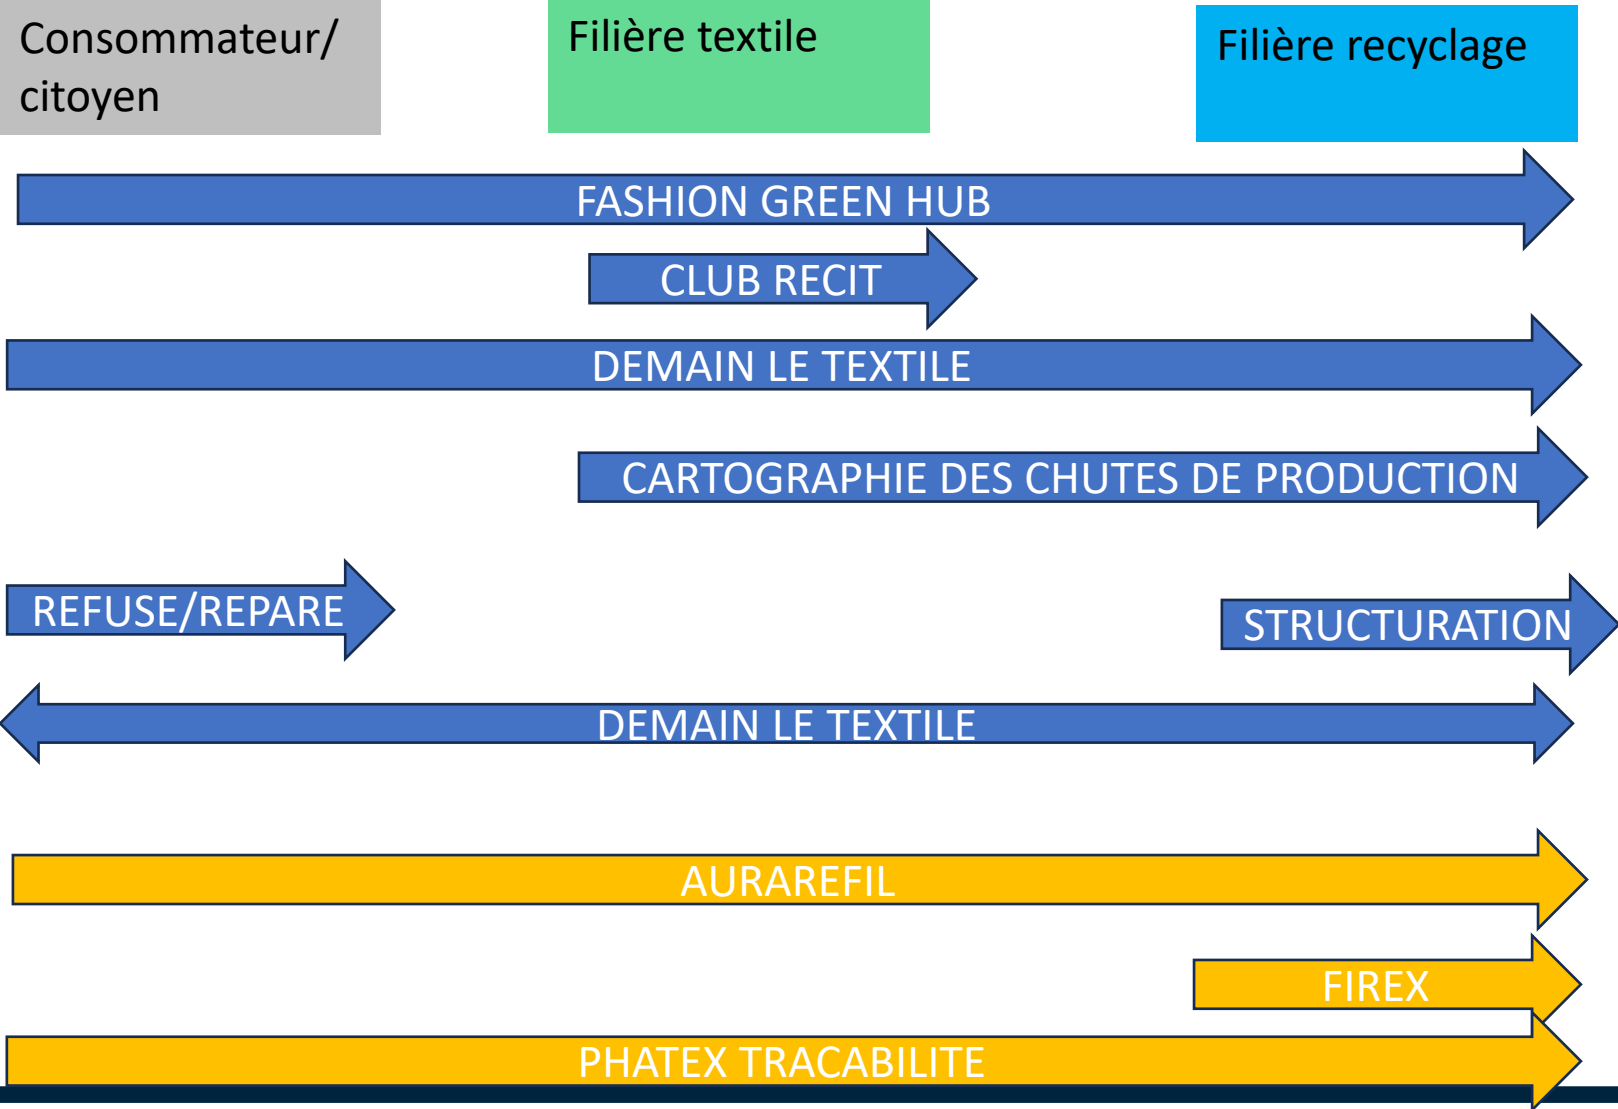 Consommateur/
citoyen
Filière textile
Filière recyclage
FASHION GREEN HUB
CLUB RECIT
DEMAIN LE TEXTILE
CARTOGRAPHIE DES CHUTES DE PRODUCTION
REFUSE/REPARE
STRUCTURATION
DEMAIN LE TEXTILE
AURAREFIL
FIREX
PHATEX TRACABILITE